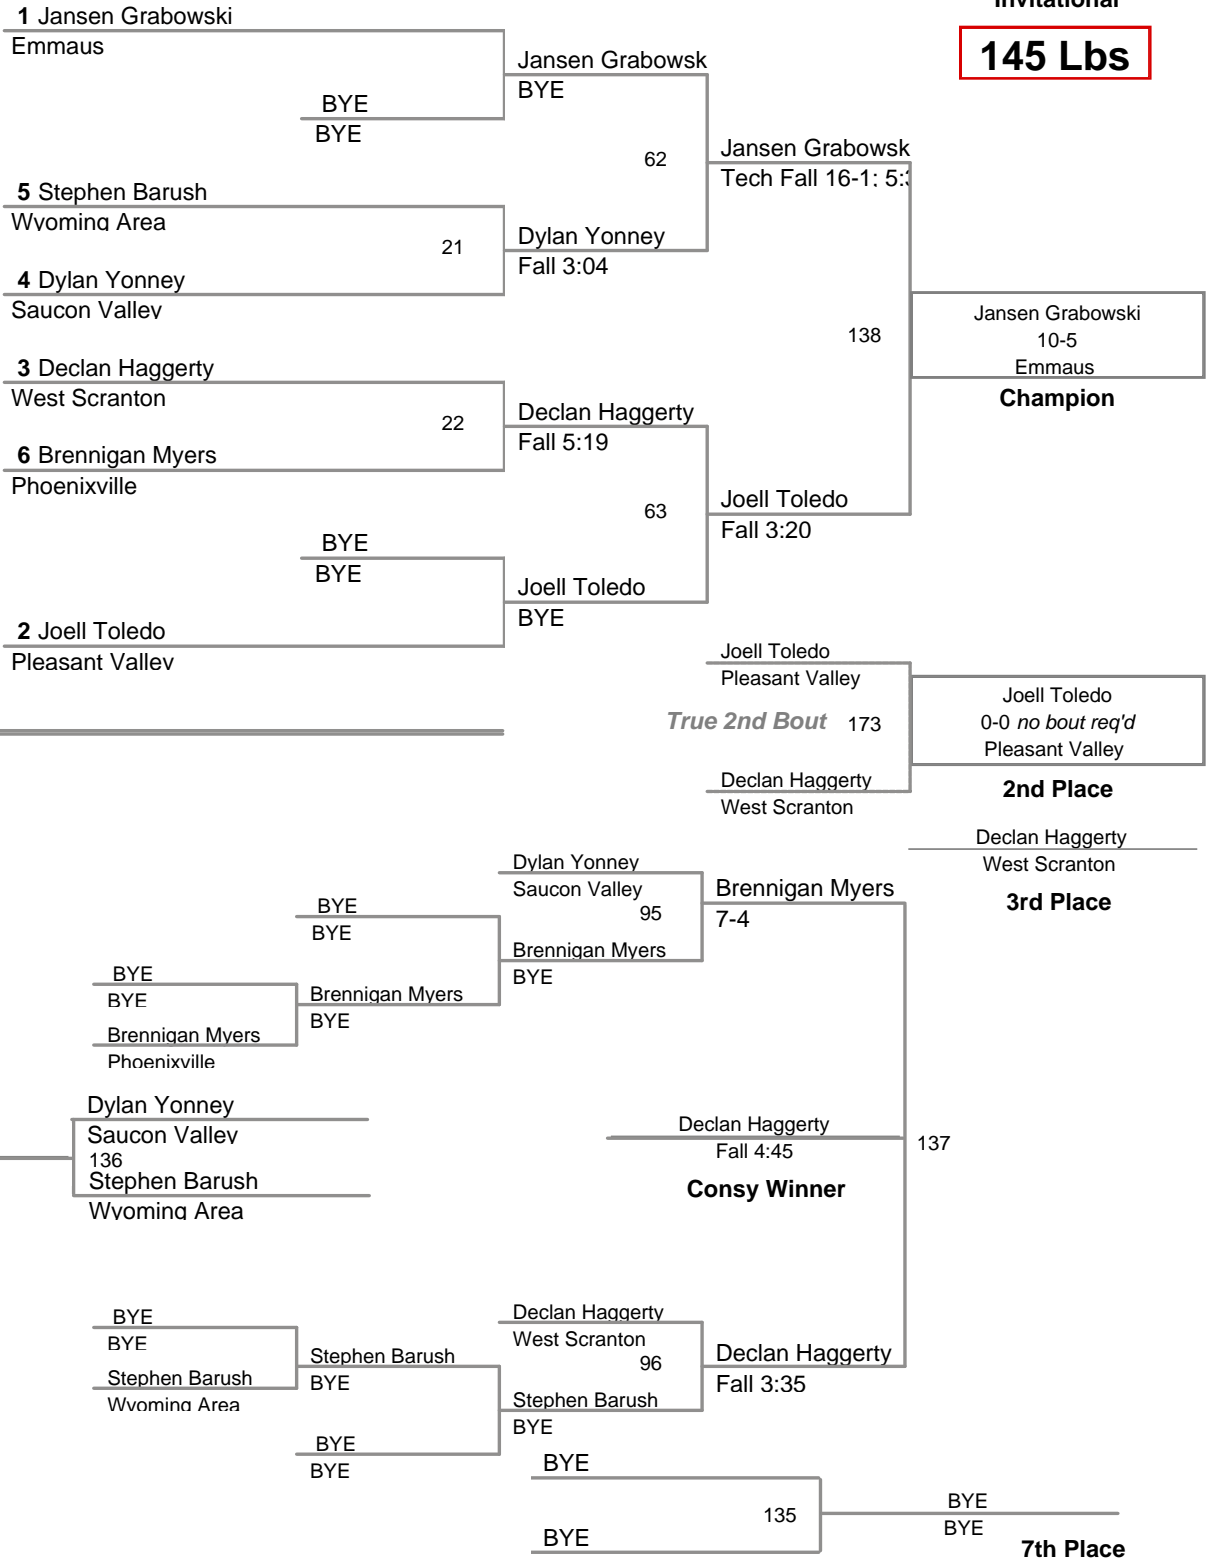 Invitational
145 Lbs
1 Jansen Grabowski
Emmaus
Jansen Grabowsk
BYE
BYE
BYE
62
Jansen Grabowsk
Tech Fall 16-1; 5:
5 Stephen Barush
Wyoming Area
21
Dylan Yonney
Fall 3:04
4 Dylan Yonney
Saucon Valley
138
Jansen Grabowski
10-5
Emmaus
Champion
3 Declan Haggerty
West Scranton
22
Declan Haggerty
Fall 5:19
6 Brennigan Myers
Phoenixville
63
Joell Toledo
Fall 3:20
BYE
BYE
Joell Toledo
BYE
2 Joell Toledo
Pleasant Valley
Joell Toledo
Pleasant Valley
True 2nd Bout 173
Joell Toledo
0-0 no bout req'd
Pleasant Valley
2nd Place
Declan Haggerty
West Scranton
Declan Haggerty
West Scranton
3rd Place
Dylan Yonney
Saucon Valley
95
Brennigan Myers
7-4
BYE
BYE
Brennigan Myers
BYE
BYE
BYE
Brennigan Myers
BYE
Brennigan Myers
Phoenixville
Dylan Yonney
Saucon Valley
136
Stephen Barush
Wyoming Area
Declan Haggerty
Fall 4:45
Consy Winner
137
BYE
BYE
Stephen Barush
BYE
Stephen Barush
Wyoming Area
Declan Haggerty
West Scranton
96
Declan Haggerty
Fall 3:35
Stephen Barush
BYE
BYE
BYE
BYE
135
BYE
BYE
BYE
7th Place